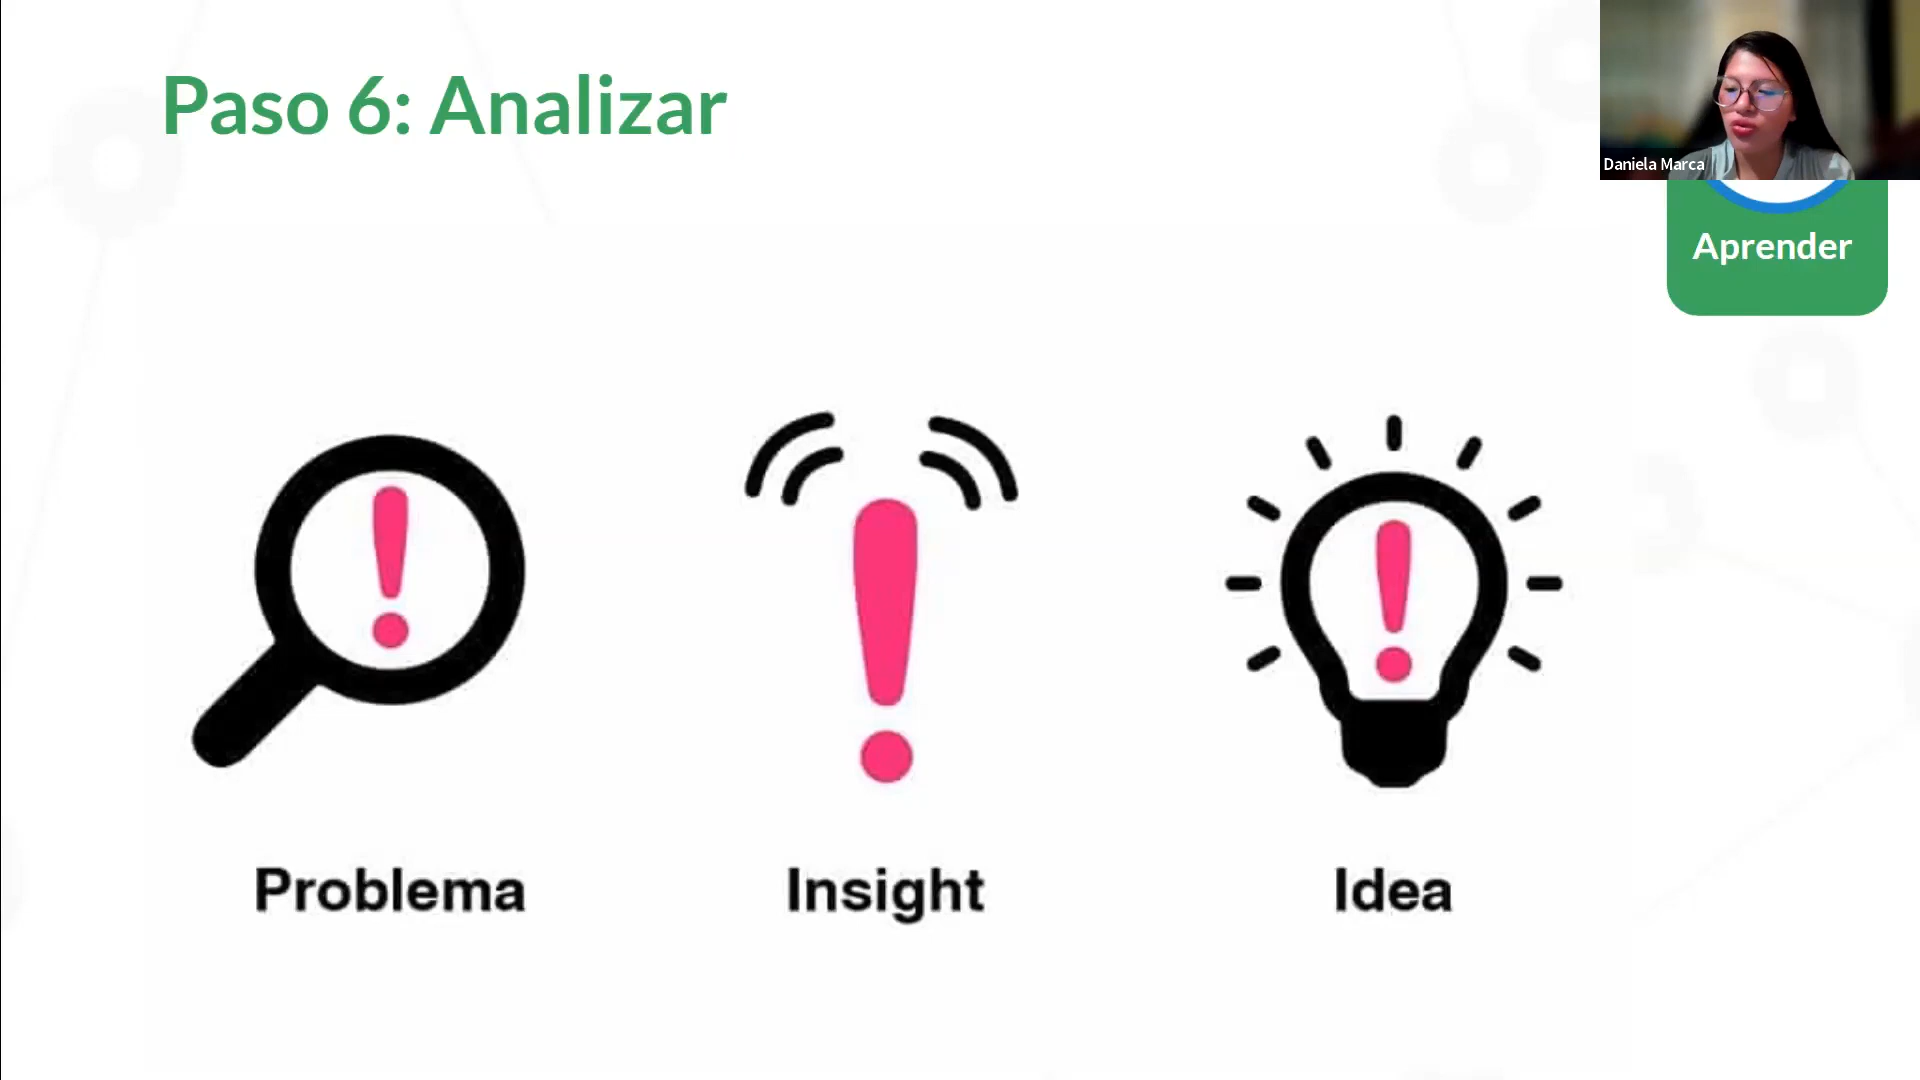 Paso 6: Analizar
Daniela Marca
Aprender
Problema
Insight
Idea